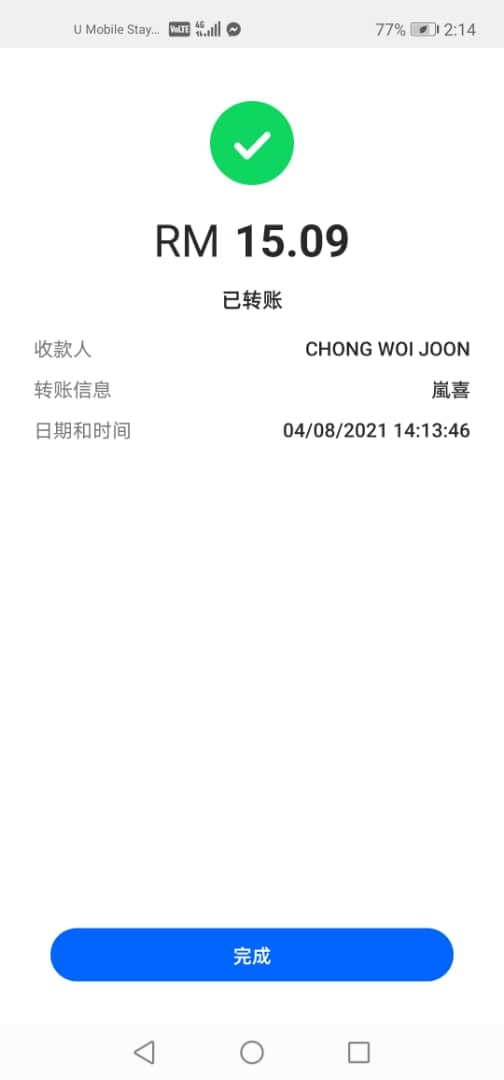 U Mobile Stay... VoLTE 4G 77% 2:14
RM 15.09
已转账
收款人 CHONG WOI JOON
转账信息 嵐喜
日期和时间 04/08/2021 14:13:46
完成